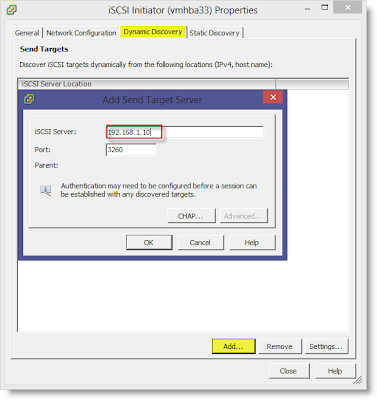 iSCSI Initiator (vmhba33) Properties
General Network Configuration Dynamic Discovery Static Discovery
Send Targets
Discover iSCSI targets dynamically from the following locations (IPv4, host name):
iSCSI Server Location
Add Send Target Server
iSCSI Server: 192.168.1.10
Port: 3260
Parent:
Authentication may need to be configured before a session can
be established with any discovered targets.
CHAP... Advanced...
OK Cancel Help
Add... Remove Settings...
Close Help